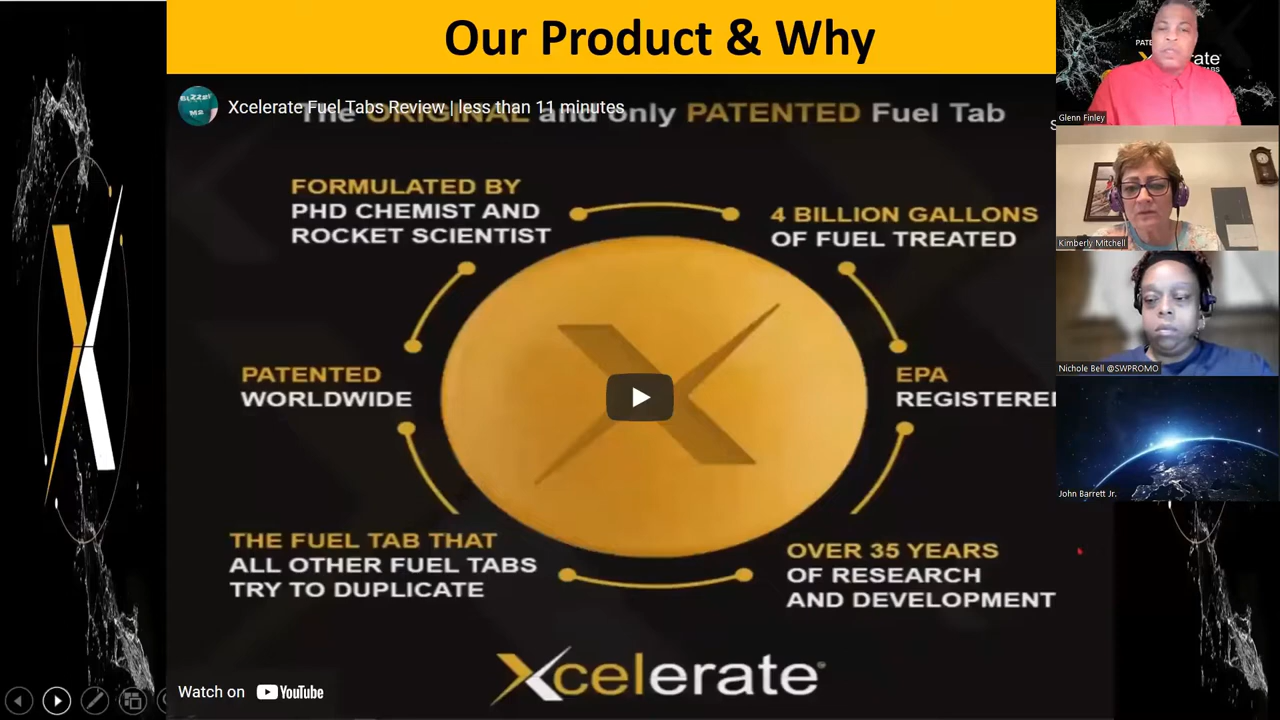 Our Product & Why
Xcelerate Fuel Tabs Review | less than 11 minutes
The ORIGINAL and only PATENTED Fuel Tab
FORMULATED BY
PHD CHEMIST AND
ROCKET SCIENTIST
4 BILLION GALLONS
OF FUEL TREATED
PATENTED
WORLDWIDE
EPA
REGISTERE
THE FUEL TAB THAT
ALL OTHER FUEL TABS
TRY TO DUPLICATE
OVER 35 YEARS
OF RESEARCH
AND DEVELOPMENT
Xcelerate®
Watch on YouTube
Glenn Finley
Kimberly Mitchell
Nichole Bell @SWPROMO
John Barrett Jr.